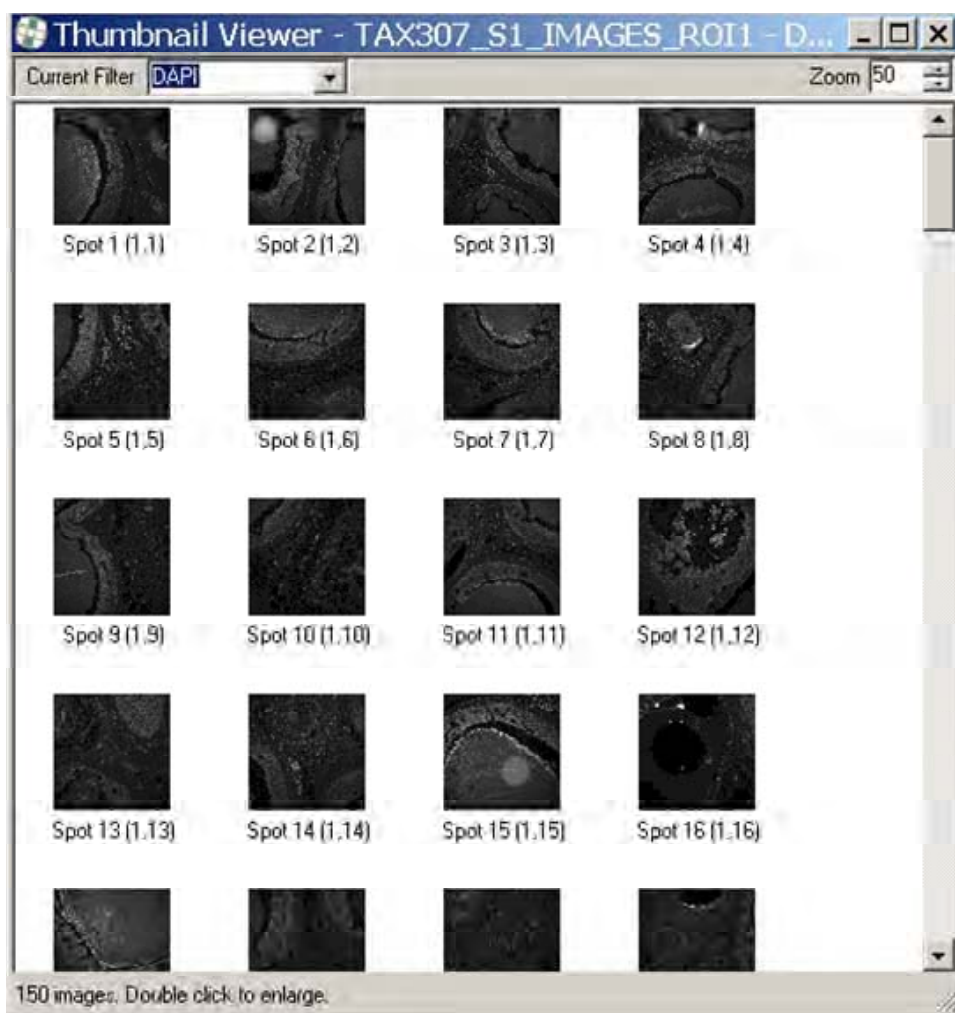 Thumbnail Viewer - TAX307_S1_IMAGES_ROI1 - D...
Current Filter DAPI Zoom 50
Spot 1 (1,1) Spot 2 (1,2) Spot 3 (1,3) Spot 4 (1,4)
Spot 5 (1,5) Spot 6 (1,6) Spot 7 (1,7) Spot 8 (1,8)
Spot 9 (1,9) Spot 10 (1,10) Spot 11 (1,11) Spot 12 (1,12)
Spot 13 (1,13) Spot 14 (1,14) Spot 15 (1,15) Spot 16 (1,16)
150 images. Double click to enlarge.